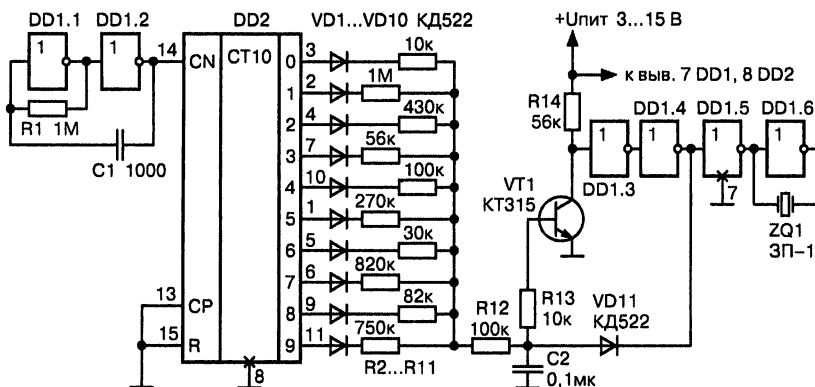 DD1.1 DD1.2
1 1
R1 1М
С1 1000
DD2
14 CN CT10
13 CP
15 R
8
VD1...VD10 КД522
0 3 10к
1 2 1М
2 4 430к
3 7 56к
4 10 100к
5 1 270к
6 5 30к
7 6 820к
8 9 82к
9 11 750к
R2...R11
R12 100к
+Uпит 3...15 В
к выв. 7 DD1, 8 DD2
R14 56к
VT1 КТ315
R13 10к
С2 0,1мк
VD11 КД522
DD1.3
1
DD1.4
1
DD1.5
1
7
DD1.6
1
ZQ1
ЗП-1